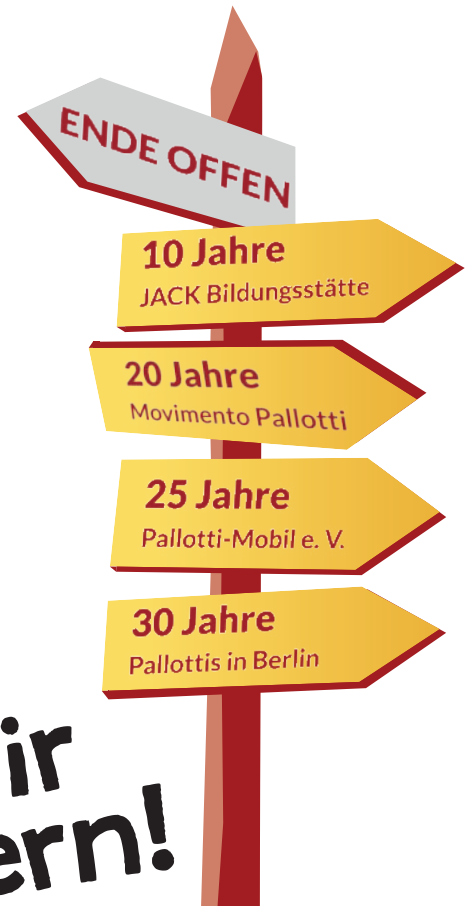 ENDE OFFEN
10 Jahre
JACK Bildungsstätte
20 Jahre
Movimento Pallotti
25 Jahre
Pallotti-Mobil e. V.
30 Jahre
Pallottis in Berlin
ir
ern!